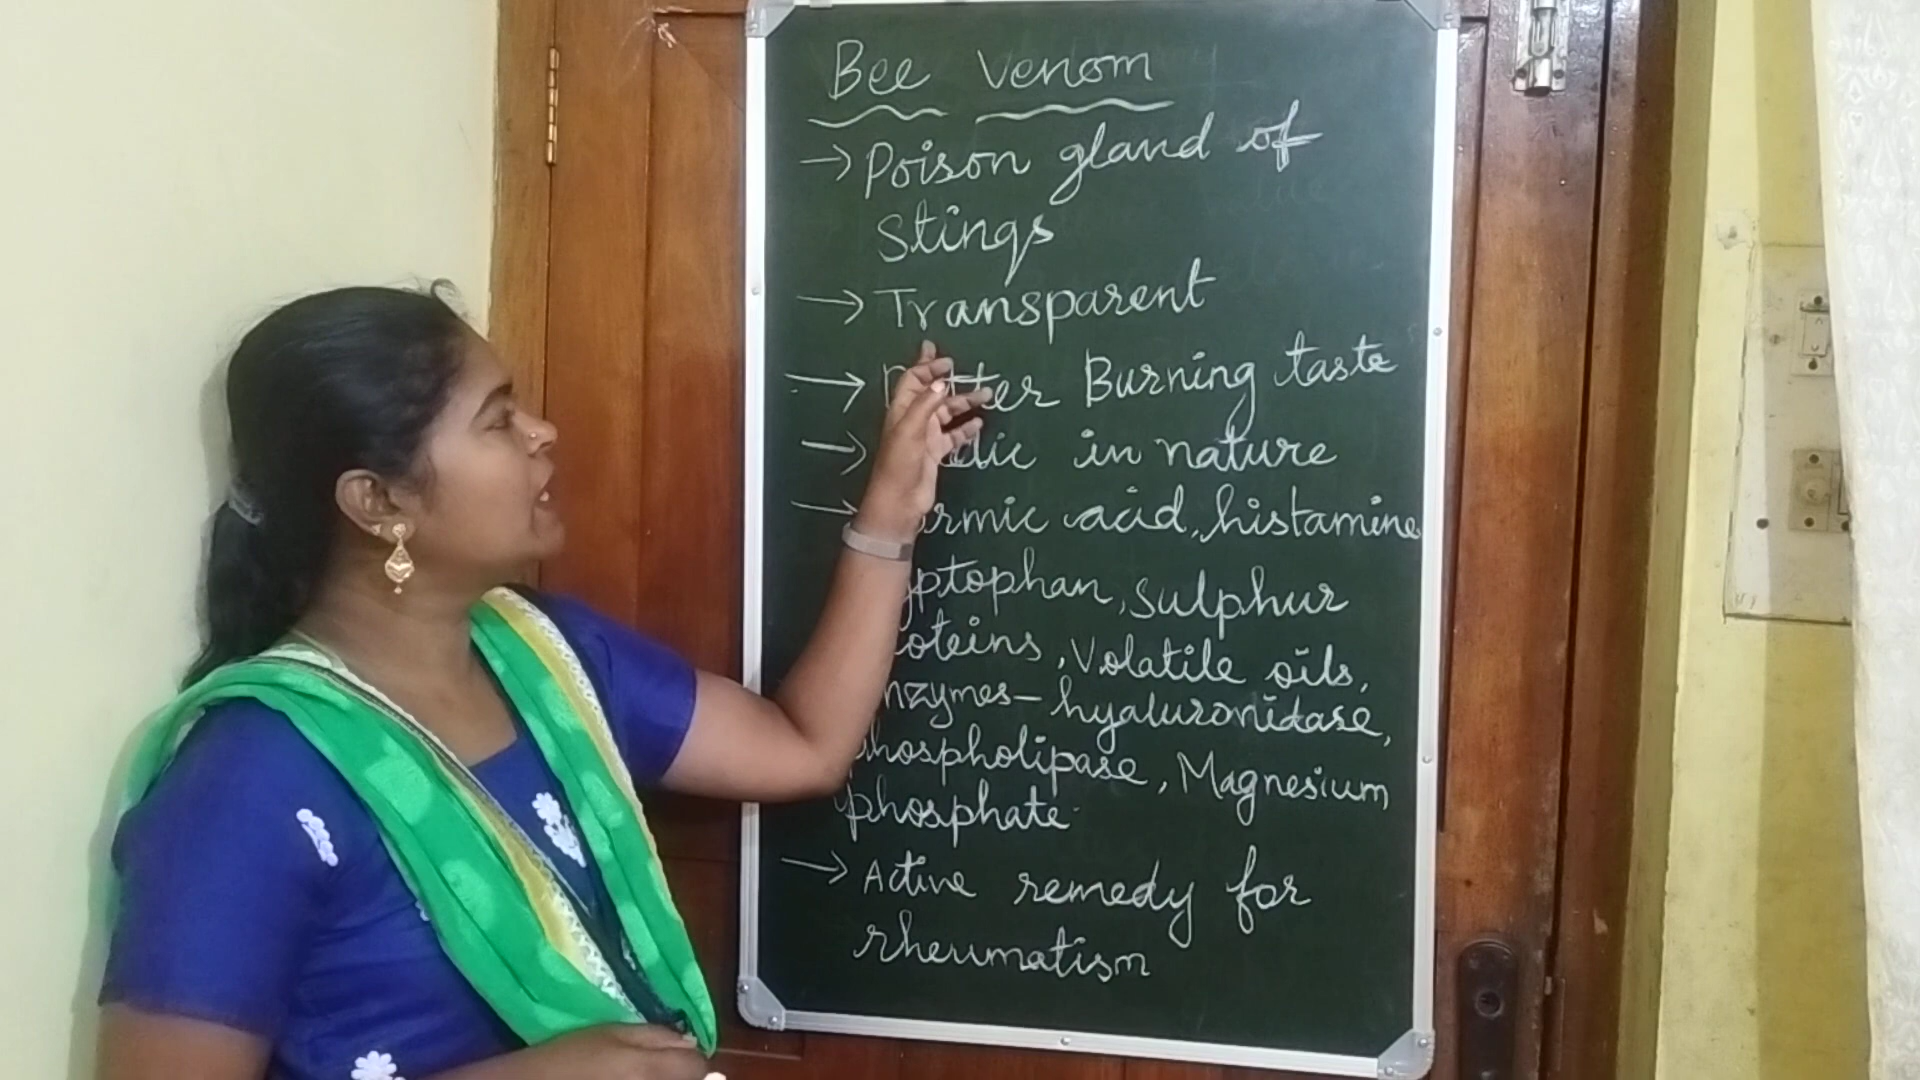 Bee Venom
→ Poison gland of
Stings
→ Transparent
→ Burning taste
→ in nature
→ acid, histamine
Sulphur
, Volatile oils,
- hyaluronidase,
phospholipase, Magnesium
phosphate.
→ Active remedy for
rheumatism